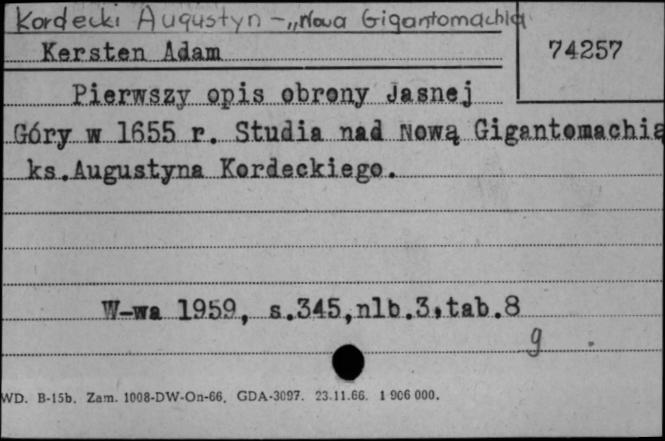 Kordecki Augustyn - „Nova Gigantomachia
Kersten Adam
74257
Pierwszy opis obrony Jasnej
Góry w 1655 r. Studia nad Nową Gigantomachią
ks.Augustyna Kordeckiego.
W-wa 1959, s.345,nlb.3,tab.8
g
WD. B-15b. Zam. 1008-DW-On-66. GDA-3097. 23.11.66. 1 906 000.